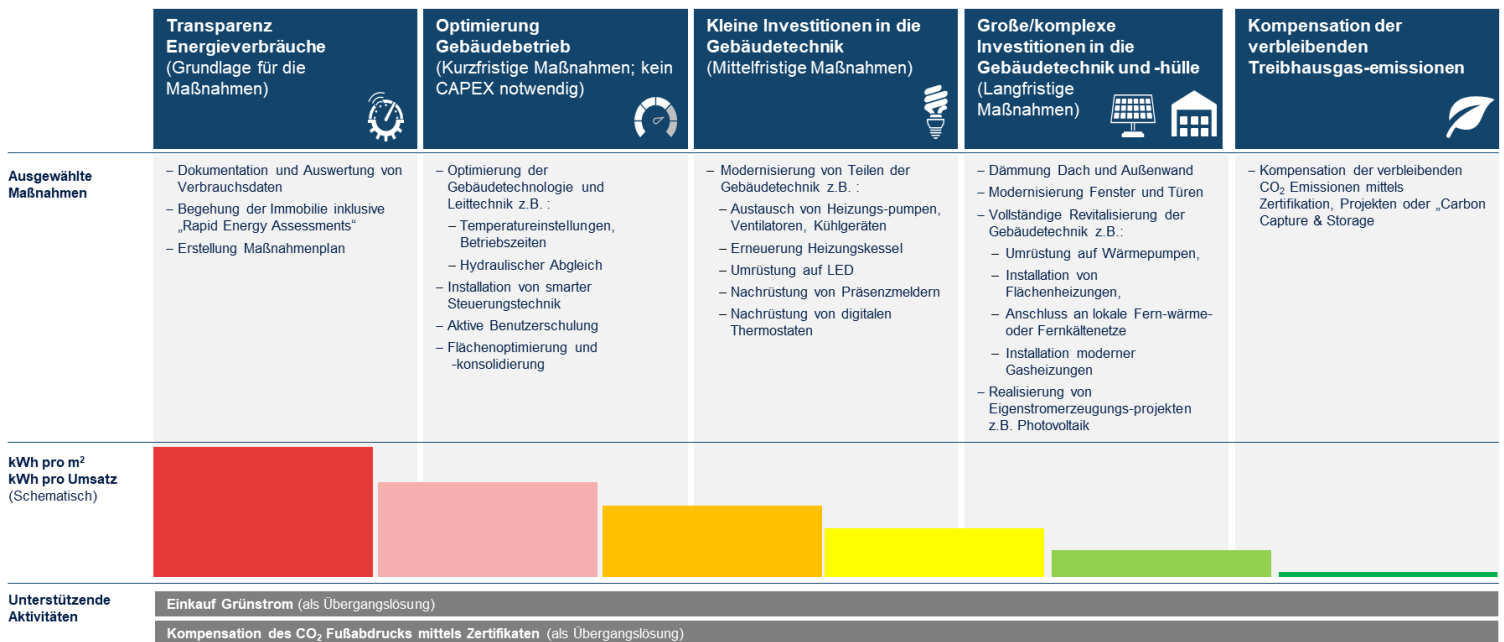 Transparenz
Energieverbräuche
(Grundlage für die
Maßnahmen)
Optimierung
Gebäudebetrieb
(Kurzfristige Maßnahmen; kein
CAPEX notwendig)
Kleine Investitionen in die
Gebäudetechnik
(Mittelfristige Maßnahmen)
Große/komplexe
Investitionen in die
Gebäudetechnik und -hülle
(Langfristige
Maßnahmen)
Kompensation der
verbleibenden
Treibhausgas-emissionen
Ausgewählte
Maßnahmen
– Dokumentation und Auswertung von
Verbrauchsdaten
– Begehung der Immobilie inklusive
„Rapid Energy Assessments“
– Erstellung Maßnahmenplan
– Optimierung der
Gebäudetechnologie und
Leittechnik z.B. :
– Temperatureinstellungen,
Betriebszeiten
– Hydraulischer Abgleich
– Installation von smarter
Steuerungstechnik
– Aktive Benutzerschulung
– Flächenoptimierung und
-konsolidierung
– Modernisierung von Teilen der
Gebäudetechnik z.B. :
– Austausch von Heizungs-pumpen,
Ventilatoren, Kühlgeräten
– Erneuerung Heizungskessel
– Umrüstung auf LED
– Nachrüstung von Präsenzmeldern
– Nachrüstung von digitalen
Thermostaten
– Dämmung Dach und Außenwand
– Modernisierung Fenster und Türen
– Vollständige Revitalisierung der
Gebäudetechnik z.B.:
– Umrüstung auf Wärmepumpen,
– Installation von
Flächenheizungen,
– Anschluss an lokale Fern-wärme-
oder Fernkältenetze
– Installation moderner
Gasheizungen
– Realisierung von
Eigenstromerzeugungs-projekten
z.B. Photovoltaik
– Kompensation der verbleibenden
CO₂ Emissionen mittels
Zertifikation, Projekten oder „Carbon
Capture & Storage
kWh pro m²
kWh pro Umsatz
(Schematisch)
Unterstützende
Aktivitäten
Einkauf Grünstrom (als Übergangslösung)
Kompensation des CO₂ Fußabdrucks mittels Zertifikaten (als Übergangslösung)